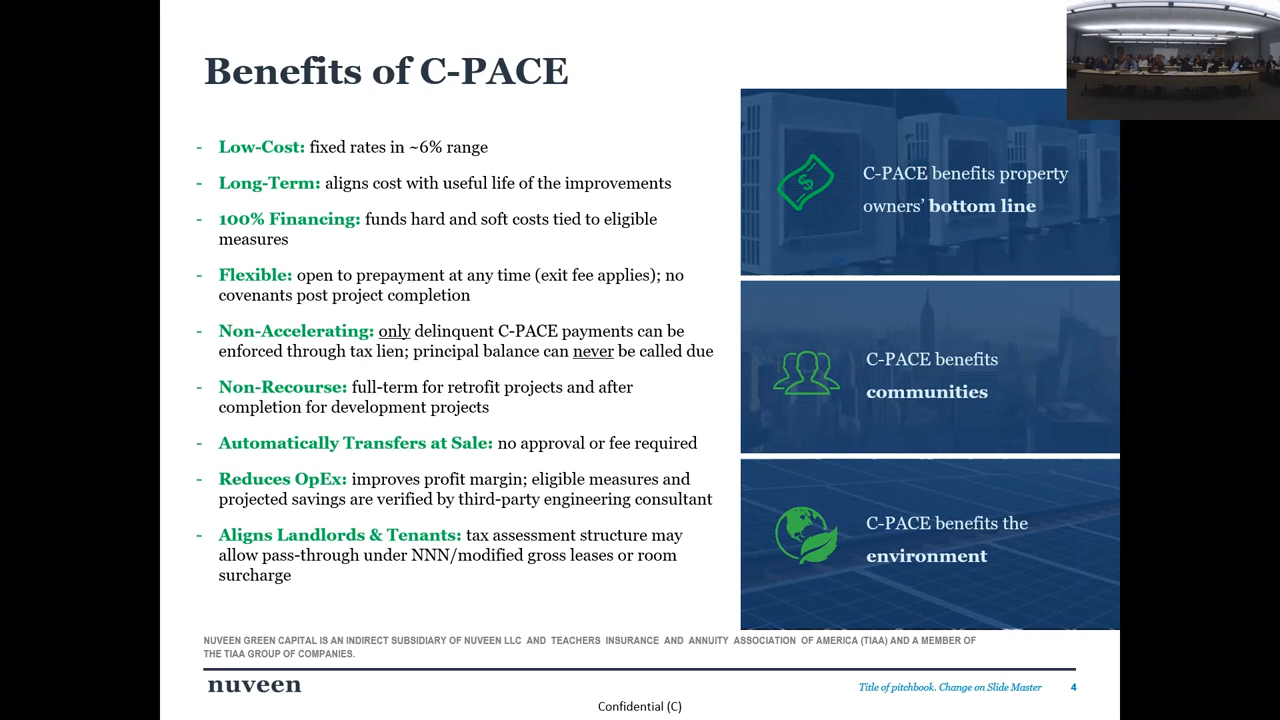 Benefits of C-PACE
- Low-Cost: fixed rates in ~6% range
- Long-Term: aligns cost with useful life of the improvements
- 100% Financing: funds hard and soft costs tied to eligible
measures
- Flexible: open to prepayment at any time (exit fee applies); no
covenants post project completion
- Non-Accelerating: only delinquent C-PACE payments can be
enforced through tax lien; principal balance can never be called due
- Non-Recourse: full-term for retrofit projects and after
completion for development projects
- Automatically Transfers at Sale: no approval or fee required
- Reduces OpEx: improves profit margin; eligible measures and
projected savings are verified by third-party engineering consultant
- Aligns Landlords & Tenants: tax assessment structure may
allow pass-through under NNN/modified gross leases or room
surcharge
$
C-PACE benefits property
owners’ bottom line
C-PACE benefits
communities
C-PACE benefits the
environment
NUVEEN GREEN CAPITAL IS AN INDIRECT SUBSIDIARY OF NUVEEN LLC AND TEACHERS INSURANCE AND ANNUITY ASSOCIATION OF AMERICA (TIAA) AND A MEMBER OF
THE TIAA GROUP OF COMPANIES.
nuveen
Title of pitchbook. Change on Slide Master 4
Confidential (C)